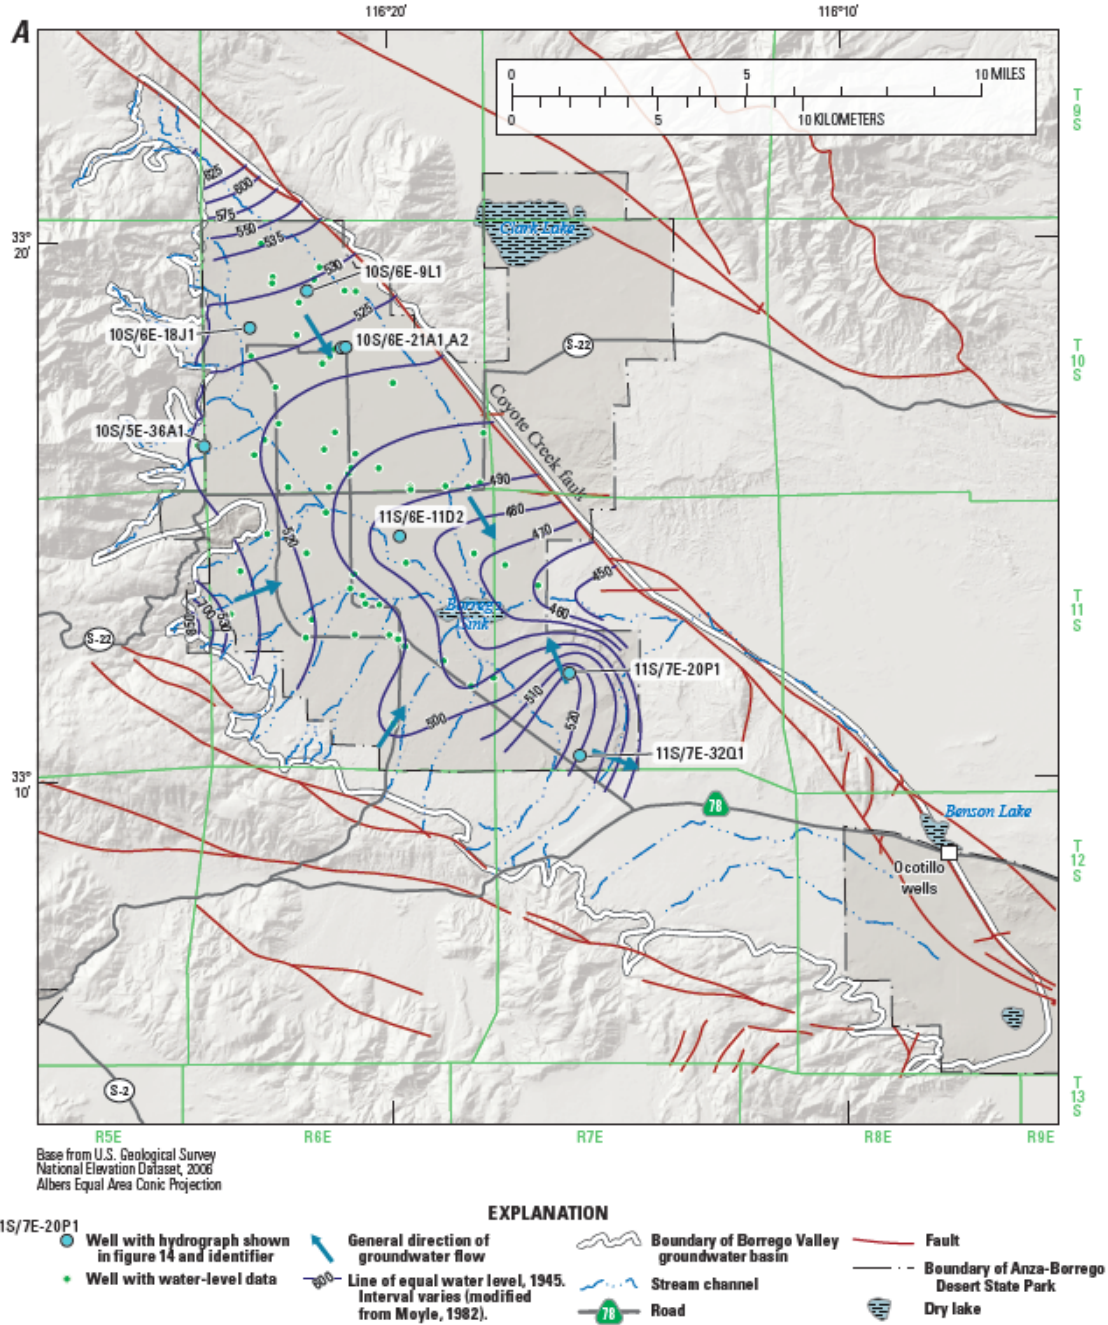 A
116°20'
116°10'
0
5
10 MILES
0
5
10 KILOMETERS
T
9
S
625
600
575
550
535
530
525
Clark Lake
33°
20'
10S/6E-9L1
10S/6E-18J1
10S/6E-21A1,A2
S-22
T
10
S
Coyote Creek fault
10S/5E-36A1
490
480
470
11S/6E-11D2
520
450
460
Borrego
Sink
700
630
T
11
S
S-22
11S/7E-20P1
510
500
520
11S/7E-32Q1
33°
10'
78
Benson Lake
Ocotillo
wells
T
12
S
S-2
T
13
S
R5E
R6E
R7E
R8E
R9E
Base from U.S. Geological Survey
National Elevation Dataset, 2006
Albers Equal Area Conic Projection
EXPLANATION
1S/7E-20P1
Well with hydrograph shown
in figure 14 and identifier
Well with water-level data
General direction of
groundwater flow
600
Line of equal water level, 1945.
Interval varies (modified
from Moyle, 1982).
Boundary of Borrego Valley
groundwater basin
Stream channel
78
Road
Fault
Boundary of Anza-Borrego
Desert State Park
Dry lake